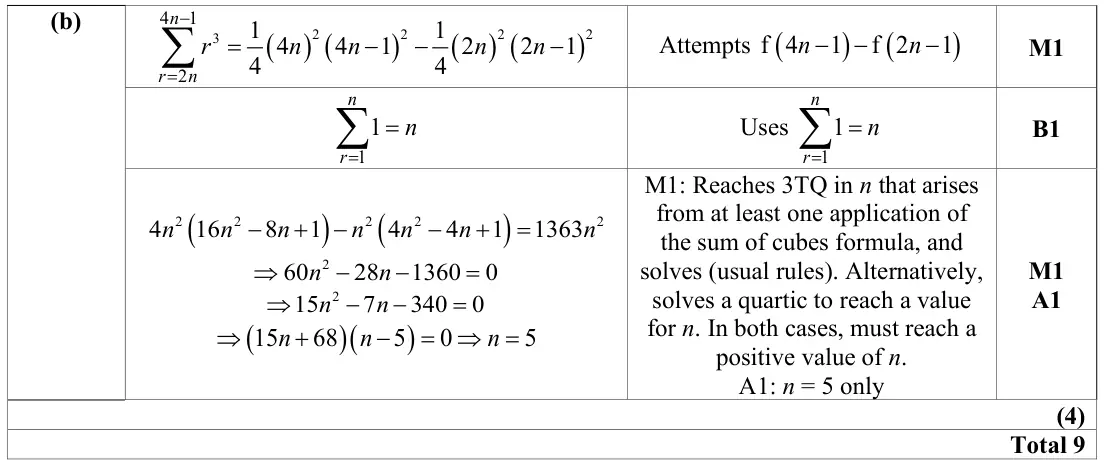 (b)
4n−1
∑ r³ = 1/4 (4n)² (4n−1)² − 1/4 (2n)² (2n−1)²
r=2n
Attempts f(4n−1)−f(2n−1)
M1
n
∑ 1 = n
r=1
Uses ∑ 1 = n
n
r=1
B1
4n²(16n²−8n+1)−n²(4n²−4n+1)=1363n²
⇒60n²−28n−1360=0
⇒15n²−7n−340=0
⇒(15n+68)(n−5)=0⇒n=5
M1: Reaches 3TQ in n that arises
from at least one application of
the sum of cubes formula, and
solves (usual rules). Alternatively,
solves a quartic to reach a value
for n. In both cases, must reach a
positive value of n.
A1: n = 5 only
M1
A1
(4)
Total 9